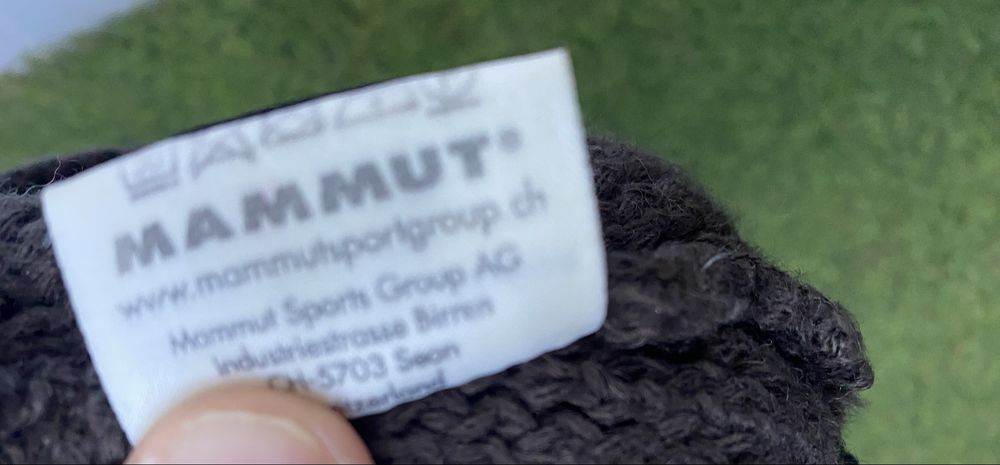 MAMMUT®
www.mammutsportgroup.ch
Mammut Sports Group AG
Industriestrasse Birren
CH-5703 Seon